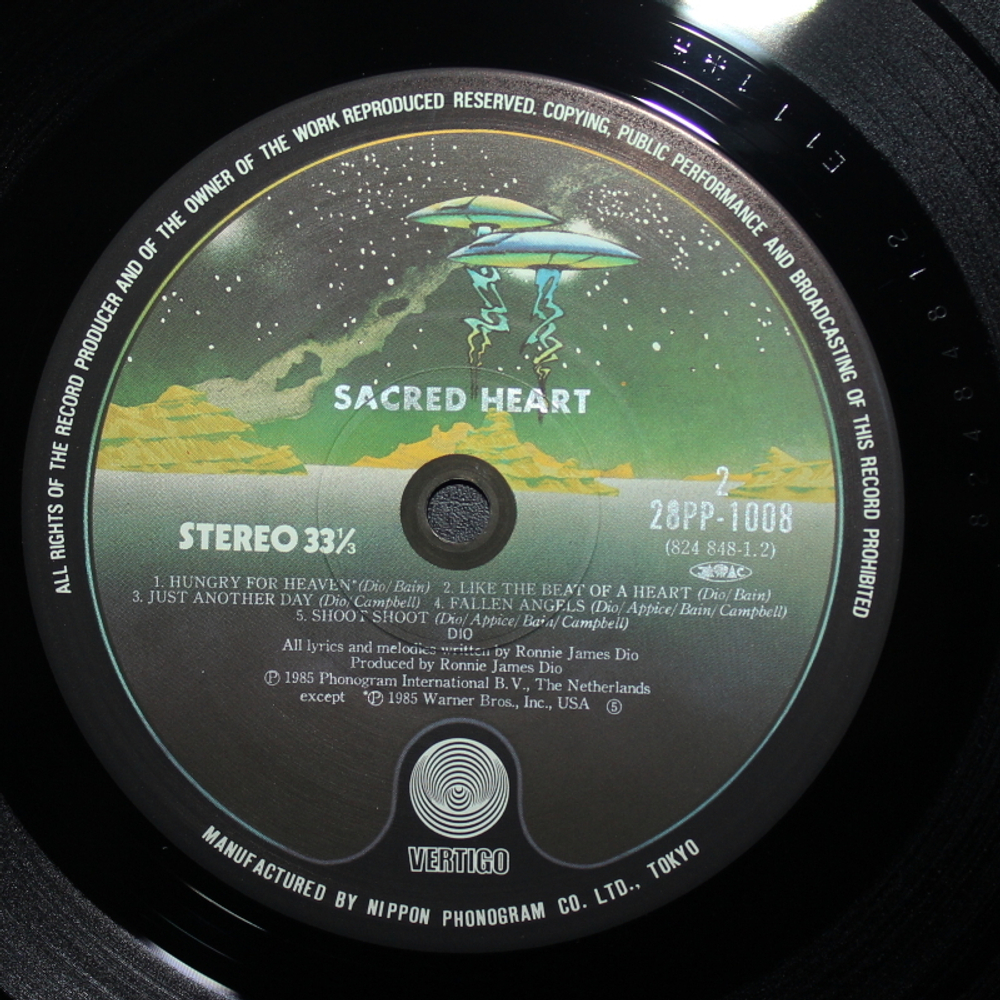 ALL RIGHTS OF THE RECORD PRODUCER AND OF THE OWNER OF THE WORK REPRODUCED RESERVED. COPYING, PUBLIC PERFORMANCE AND BROADCASTING OF THIS RECORD PROHIBITED
SACRED HEART
2
28PP-1008
(824 848-1.2)
STEREO 33⅓
1. HUNGRY FOR HEAVEN* (Dio/Bain) 2. LIKE THE BEAT OF A HEART (Dio/Bain)
3. JUST ANOTHER DAY (Dio/Campbell) 4. FALLEN ANGELS (Dio/Appice/Bain/Campbell)
5. SHOOT SHOOT (Dio/Appice/Bain/Campbell)
DIO
All lyrics and melodies written by Ronnie James Dio
Produced by Ronnie James Dio
Ⓟ 1985 Phonogram International B.V., The Netherlands
except *Ⓟ 1985 Warner Bros., Inc., USA ⑤
VERTIGO
MANUFACTURED BY NIPPON PHONOGRAM CO. LTD., TOKYO